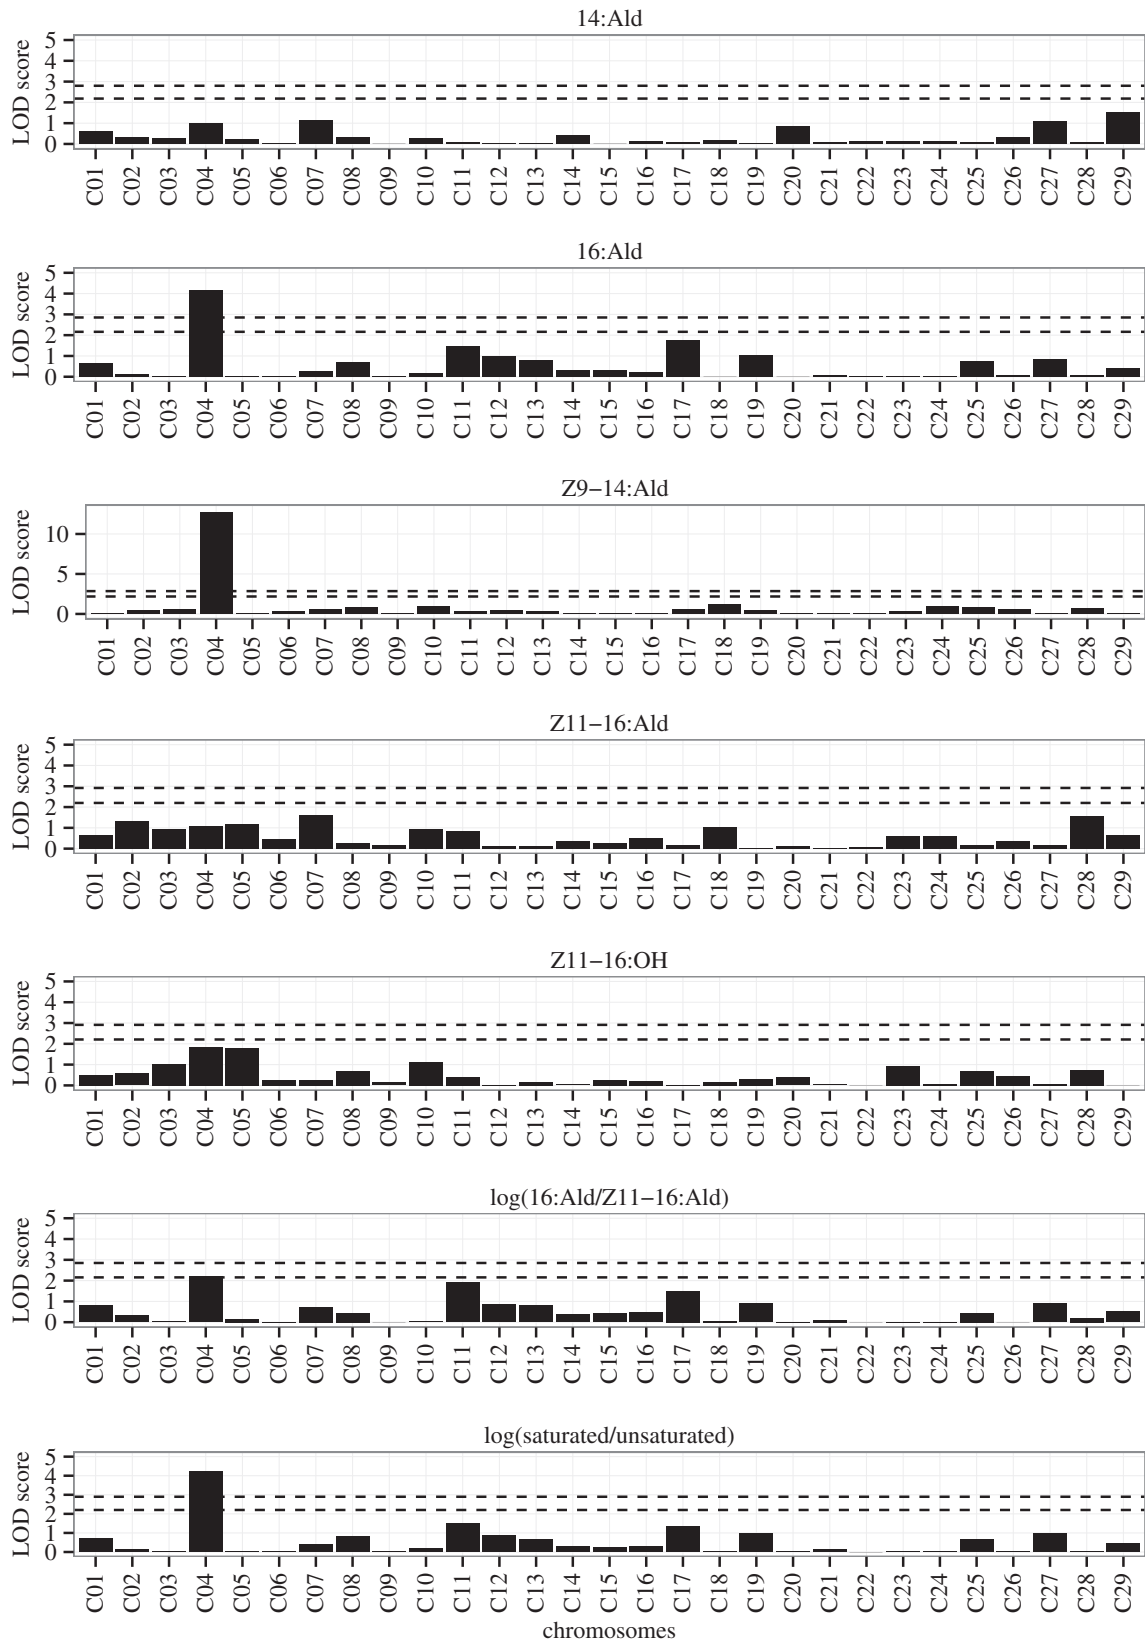 14:Ald
LOD score
5
4
3
2
1
0
C01 C02 C03 C04 C05 C06 C07 C08 C09 C10 C11 C12 C13 C14 C15 C16 C17 C18 C19 C20 C21 C22 C23 C24 C25 C26 C27 C28 C29
16:Ald
LOD score
5
4
3
2
1
0
C01 C02 C03 C04 C05 C06 C07 C08 C09 C10 C11 C12 C13 C14 C15 C16 C17 C18 C19 C20 C21 C22 C23 C24 C25 C26 C27 C28 C29
Z9−14:Ald
LOD score
10
5
0
C01 C02 C03 C04 C05 C06 C07 C08 C09 C10 C11 C12 C13 C14 C15 C16 C17 C18 C19 C20 C21 C22 C23 C24 C25 C26 C27 C28 C29
Z11−16:Ald
LOD score
5
4
3
2
1
0
C01 C02 C03 C04 C05 C06 C07 C08 C09 C10 C11 C12 C13 C14 C15 C16 C17 C18 C19 C20 C21 C22 C23 C24 C25 C26 C27 C28 C29
Z11−16:OH
LOD score
5
4
3
2
1
0
C01 C02 C03 C04 C05 C06 C07 C08 C09 C10 C11 C12 C13 C14 C15 C16 C17 C18 C19 C20 C21 C22 C23 C24 C25 C26 C27 C28 C29
log(16:Ald/Z11−16:Ald)
LOD score
5
4
3
2
1
0
C01 C02 C03 C04 C05 C06 C07 C08 C09 C10 C11 C12 C13 C14 C15 C16 C17 C18 C19 C20 C21 C22 C23 C24 C25 C26 C27 C28 C29
log(saturated/unsaturated)
LOD score
5
4
3
2
1
0
C01 C02 C03 C04 C05 C06 C07 C08 C09 C10 C11 C12 C13 C14 C15 C16 C17 C18 C19 C20 C21 C22 C23 C24 C25 C26 C27 C28 C29
chromosomes